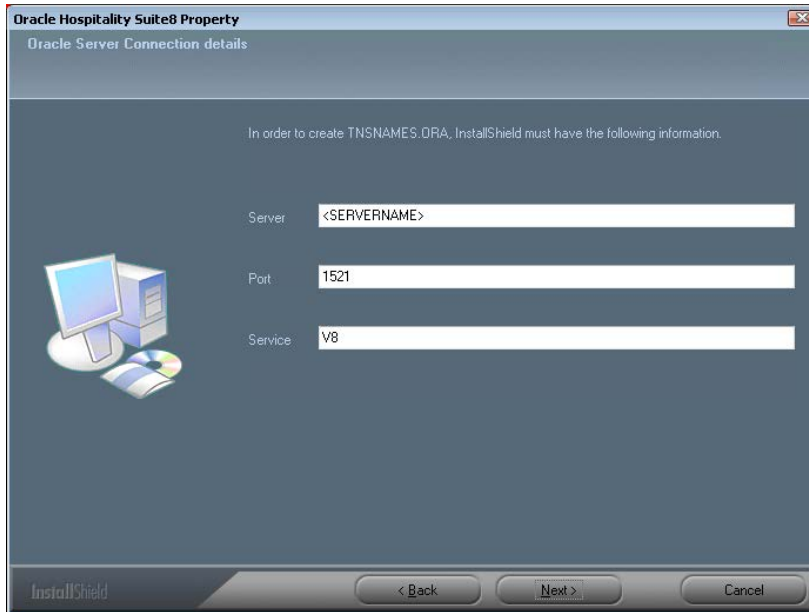 Oracle Hospitality Suite8 Property
Oracle Server Connection details
In order to create TNSNAMES.ORA, InstallShield must have the following information.
Server <SERVERNAME>
Port 1521
Service V8
InstallShield
< Back Next > Cancel